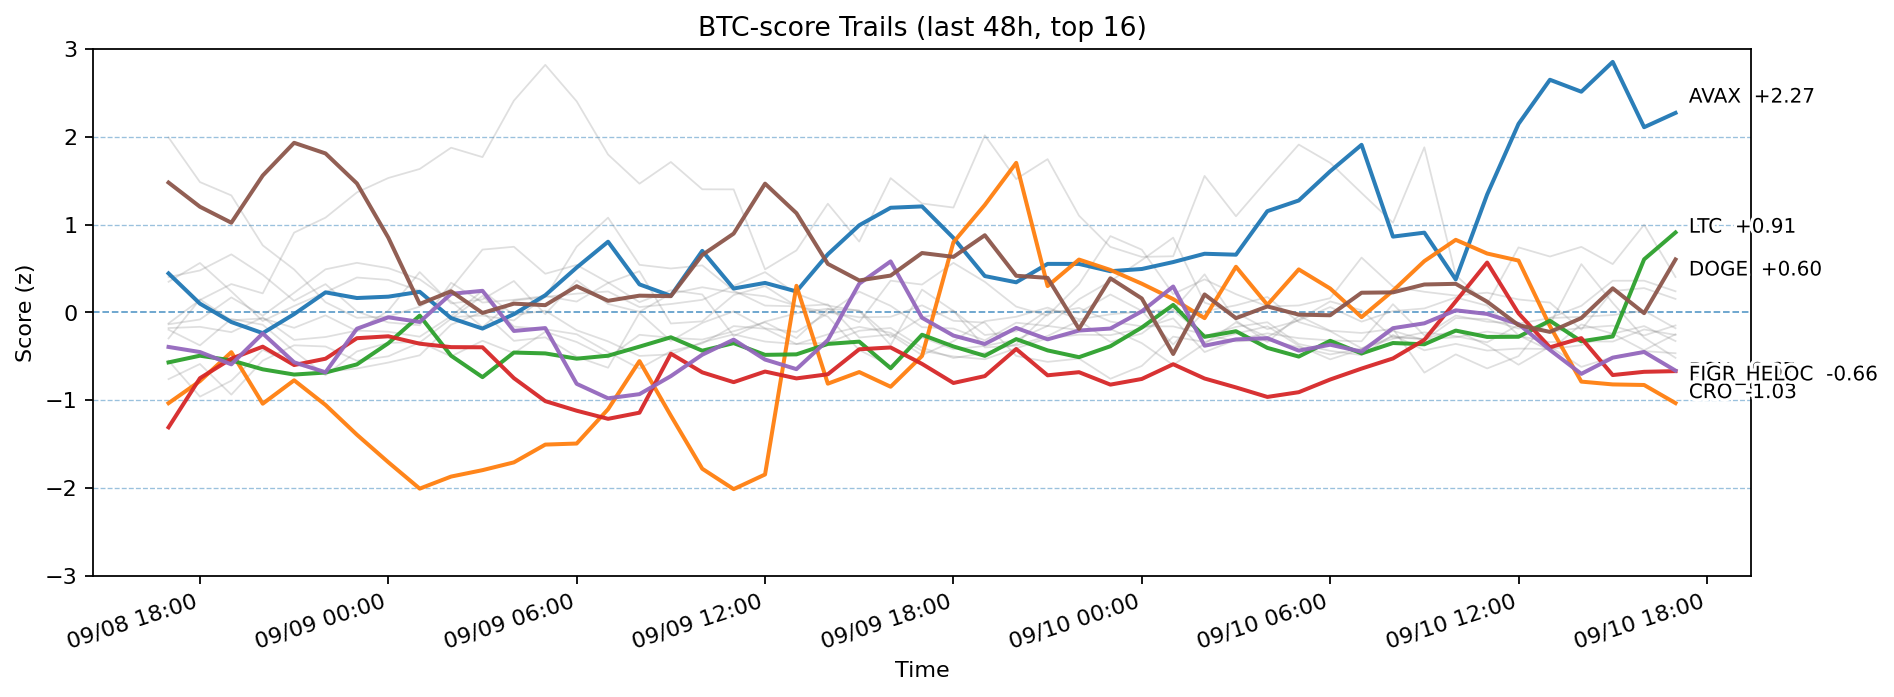 BTC-score Trails (last 48h, top 16)
3
2
1
0
−1
−2
−3
Score (z)
AVAX +2.27
LTC +0.91
DOGE +0.60
FIGR_HELOC -0.66
CRO -1.03
09/08 18:00
09/09 00:00
09/09 06:00
09/09 12:00
09/09 18:00
09/10 00:00
09/10 06:00
09/10 12:00
09/10 18:00
Time